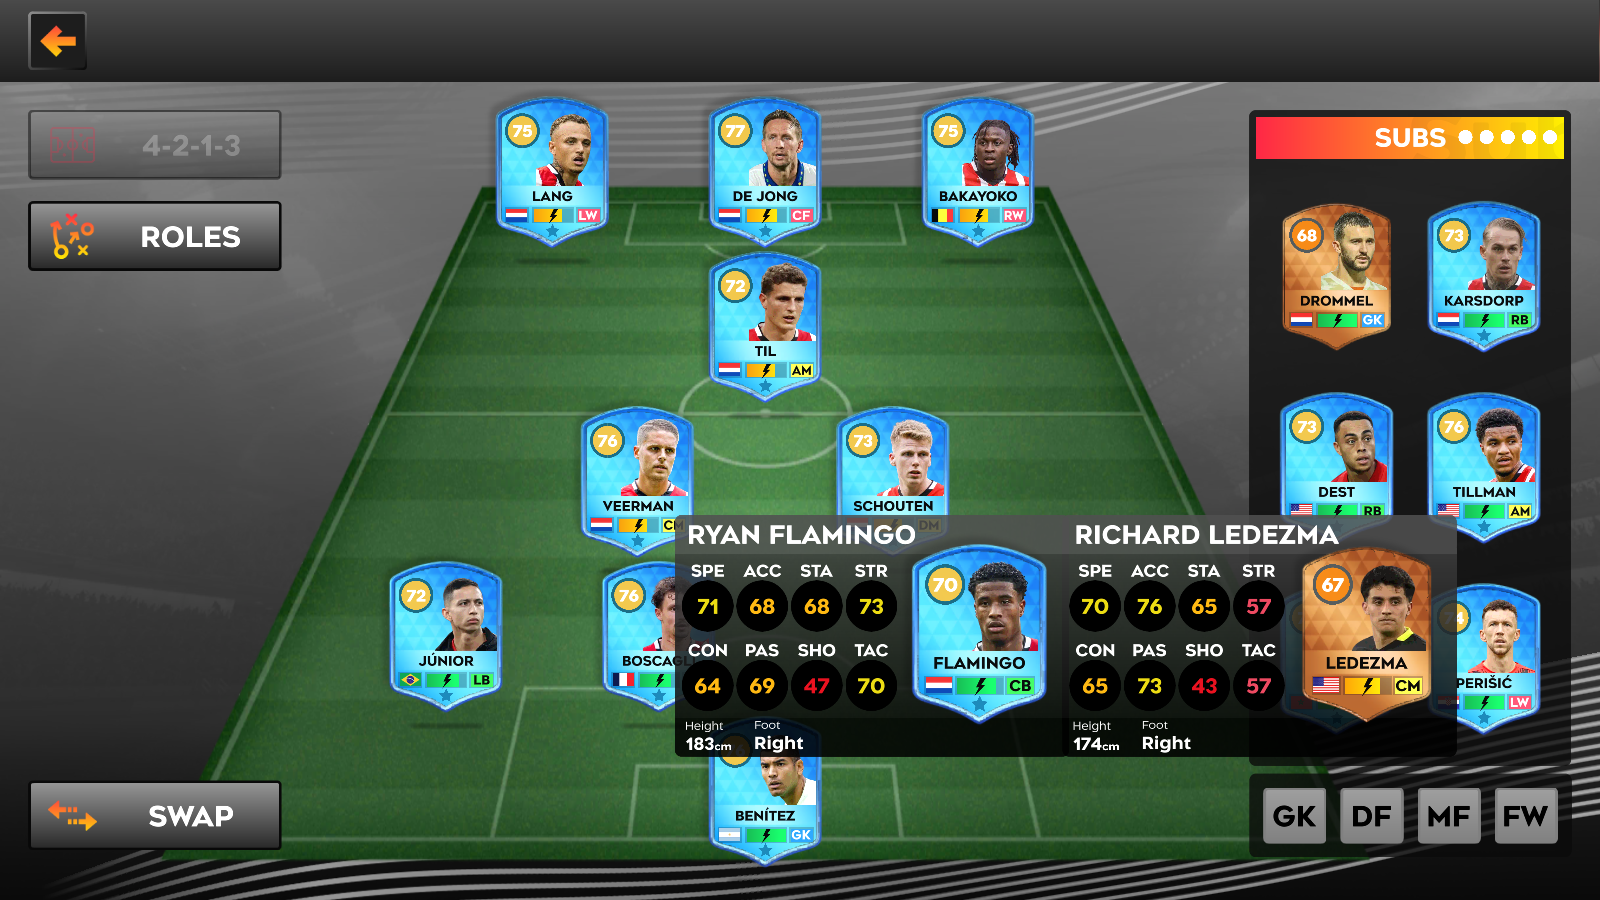 4-2-1-3
ROLES
SWAP
75
LANG
LW
77
DE JONG
CF
75
BAKAYOKO
RW
72
TIL
AM
76
VEERMAN
CM
73
SCHOUTEN
DM
72
JÚNIOR
LB
76
BOSCAGLI
BENÍTEZ
GK
RYAN FLAMINGO
SPE ACC STA STR
71 68 68 73
CON PAS SHO TAC
64 69 47 70
Height Foot
183cm Right
70
FLAMINGO
CB
RICHARD LEDEZMA
SPE ACC STA STR
70 76 65 57
CON PAS SHO TAC
65 73 43 57
Height Foot
174cm Right
67
LEDEZMA
CM
SUBS
68
DROMMEL
GK
73
KARSDORP
RB
73
DEST
RB
76
TILLMAN
AM
PERIŠIĆ
LW
GK DF MF FW